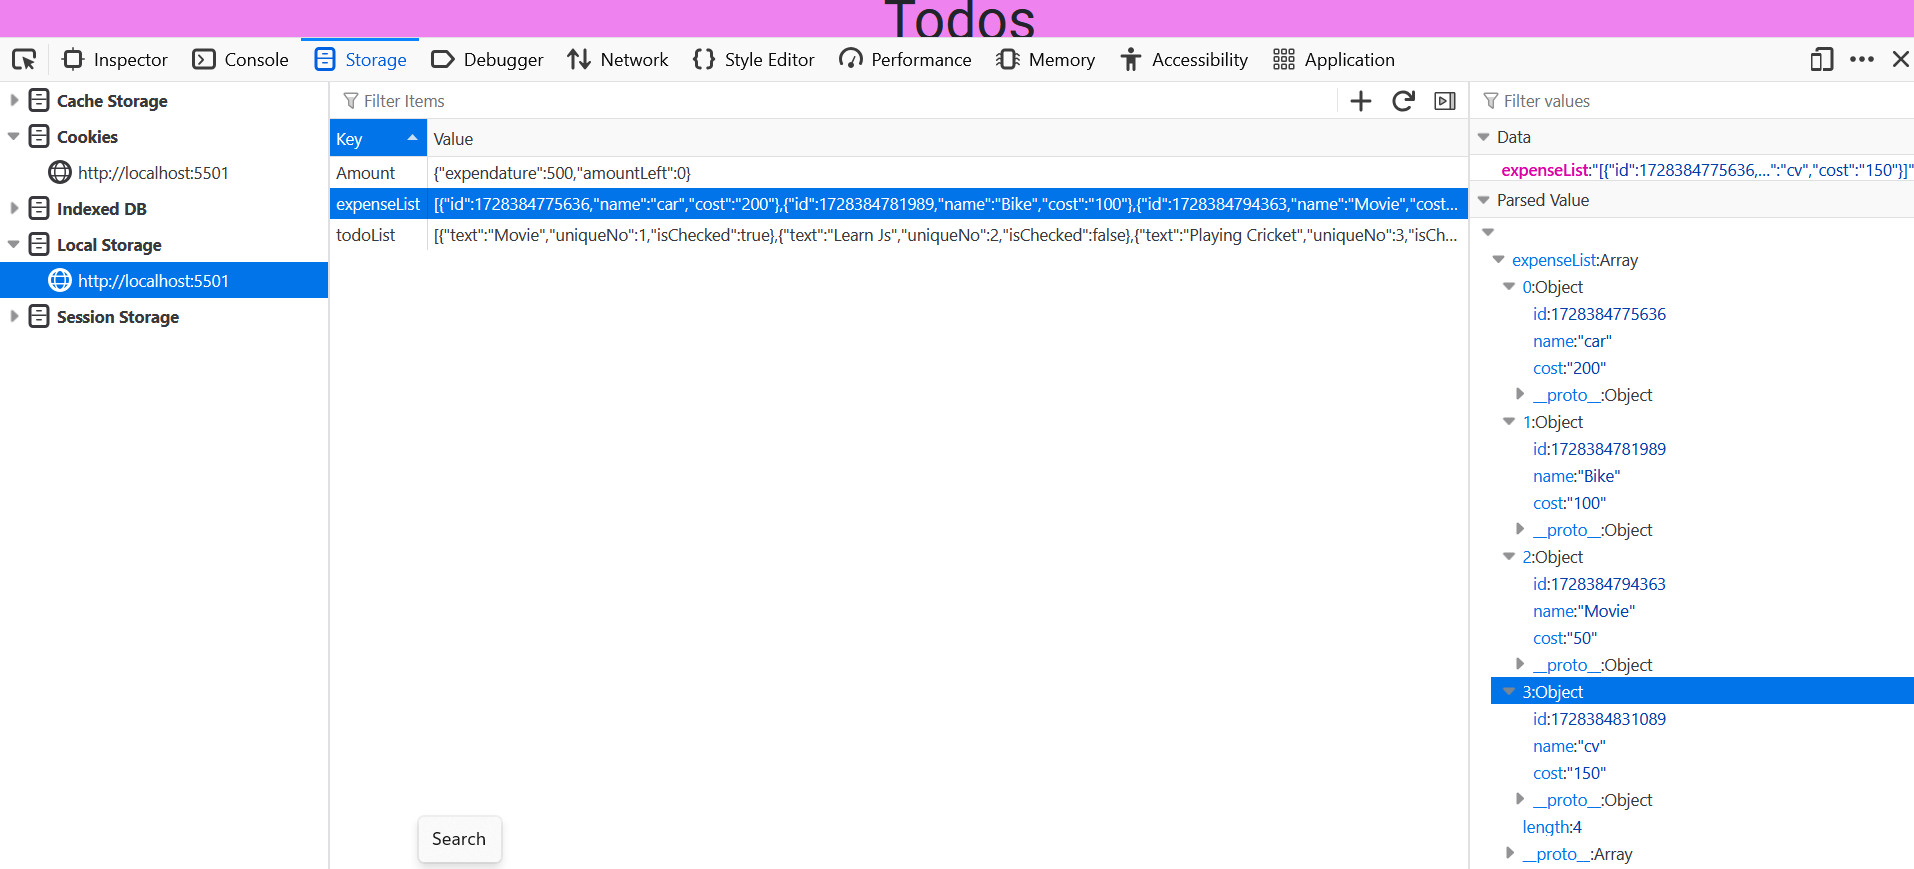 Todos
Inspector Console Storage Debugger Network Style Editor Performance Memory Accessibility Application
Cache Storage
Cookies
http://localhost:5501
Indexed DB
Local Storage
http://localhost:5501
Session Storage
Filter Items
Key Value
Amount {"expendature":500,"amountLeft":0}
expenseList [{"id":1728384775636,"name":"car","cost":"200"},{"id":1728384781989,"name":"Bike","cost":"100"},{"id":1728384794363,"name":"Movie","cost...
todoList [{"text":"Movie","uniqueNo":1,"isChecked":true},{"text":"Learn Js","uniqueNo":2,"isChecked":false},{"text":"Playing Cricket","uniqueNo":3,"isCh...
Search
Filter values
Data
expenseList:"[{"id":1728384775636,...":"cv","cost":"150"}]"
Parsed Value
expenseList:Array
0:Object
id:1728384775636
name:"car"
cost:"200"
__proto__:Object
1:Object
id:1728384781989
name:"Bike"
cost:"100"
__proto__:Object
2:Object
id:1728384794363
name:"Movie"
cost:"50"
__proto__:Object
3:Object
id:1728384831089
name:"cv"
cost:"150"
__proto__:Object
length:4
__proto__:Array